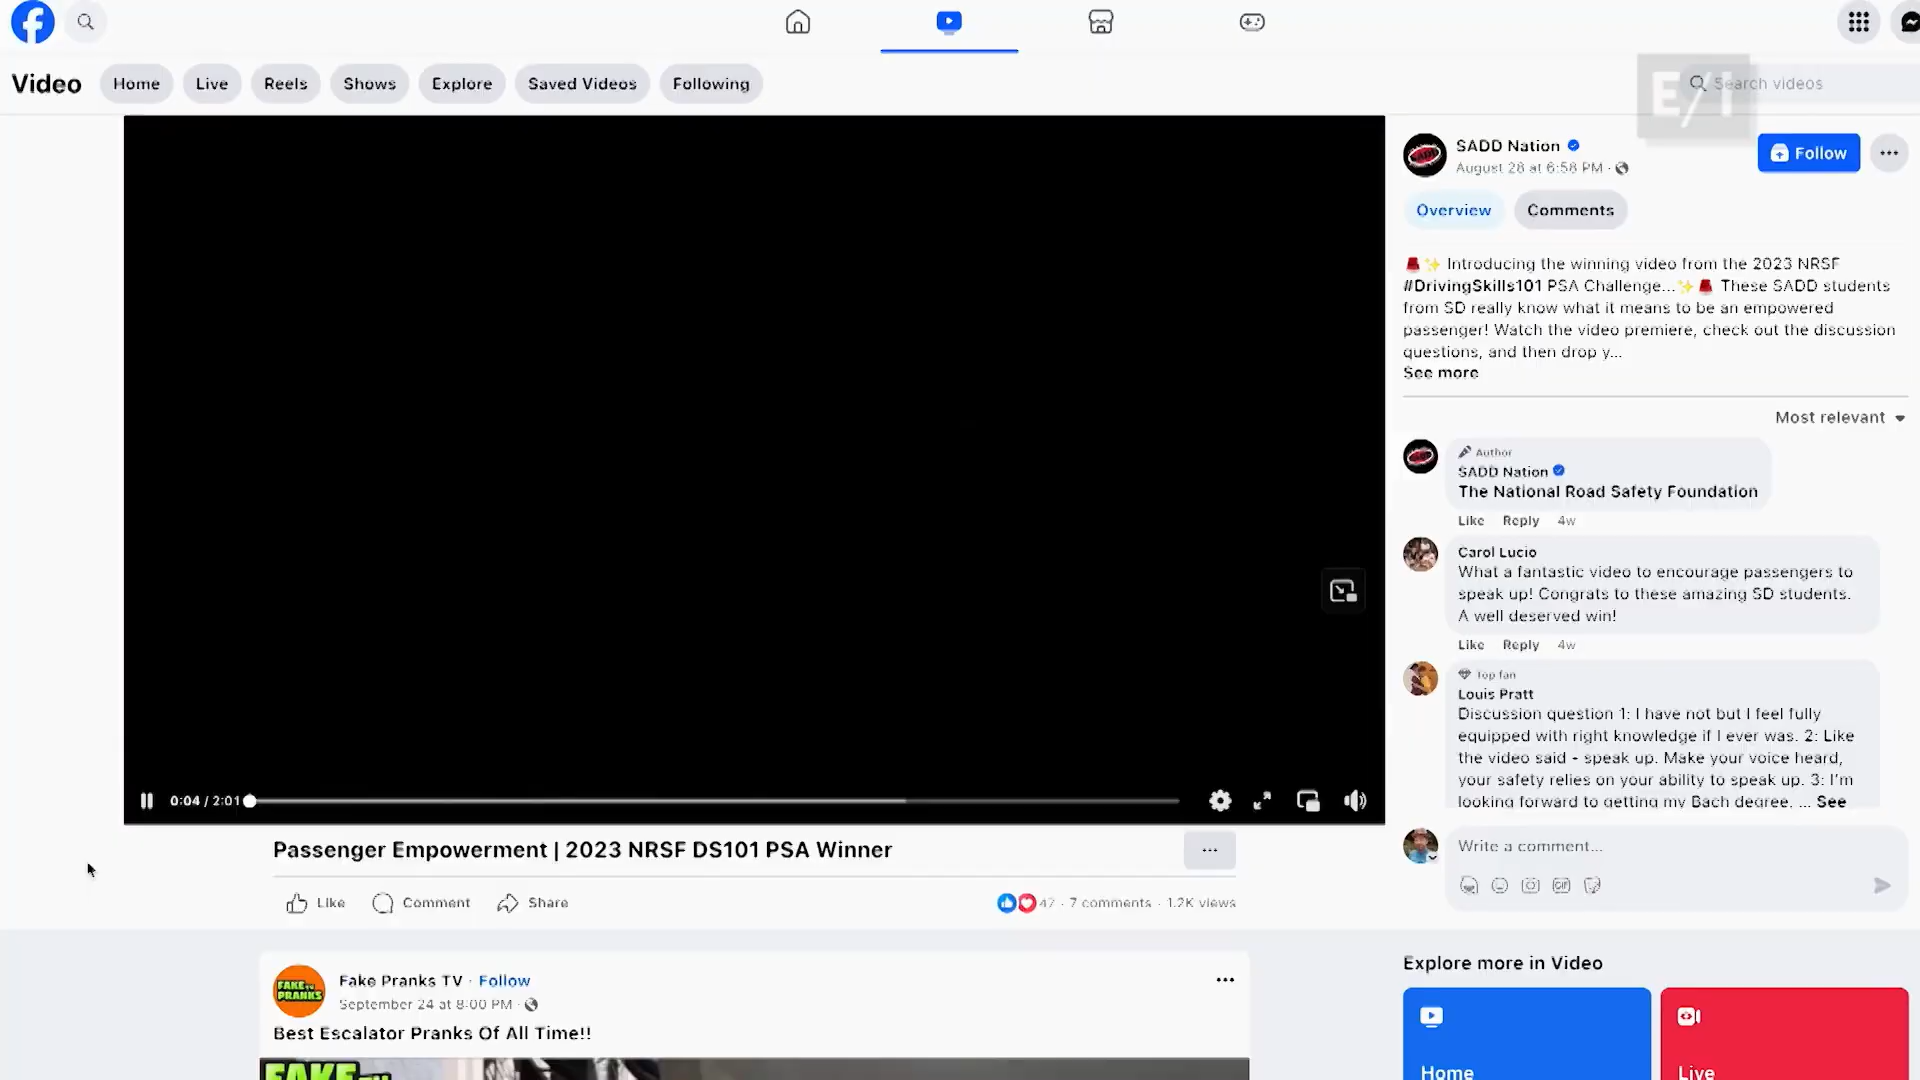 E/I
Video
Home
Live
Reels
Shows
Explore
Saved Videos
Following
Search videos
SADD Nation
August 28 at 6:58 PM ·
Follow
Overview
Comments
Introducing the winning video from the 2023 NRSF
#DrivingSkills101 PSA Challenge... These SADD students
from SD really know what it means to be an empowered
passenger! Watch the video premiere, check out the discussion
questions, and then drop y...
See more
Most relevant
Author
SADD Nation
The National Road Safety Foundation
Like Reply 4w
Carol Lucio
What a fantastic video to encourage passengers to
speak up! Congrats to these amazing SD students.
A well deserved win!
Like Reply 4w
Top fan
Louis Pratt
Discussion question 1: I have not but I feel fully
equipped with right knowledge if I ever was. 2: Like
the video said - speak up. Make your voice heard,
your safety relies on your ability to speak up. 3: I'm
looking forward to getting my Bach degree. ... See
Write a comment...
GIF
0:04 / 2:01
Passenger Empowerment | 2023 NRSF DS101 PSA Winner
Like
Comment
Share
47 · 7 comments · 1.2K views
FAKE TV PRANKS
Fake Pranks TV · Follow
September 24 at 8:00 PM ·
Best Escalator Pranks Of All Time!!
FAKE
Explore more in Video
Home
Live